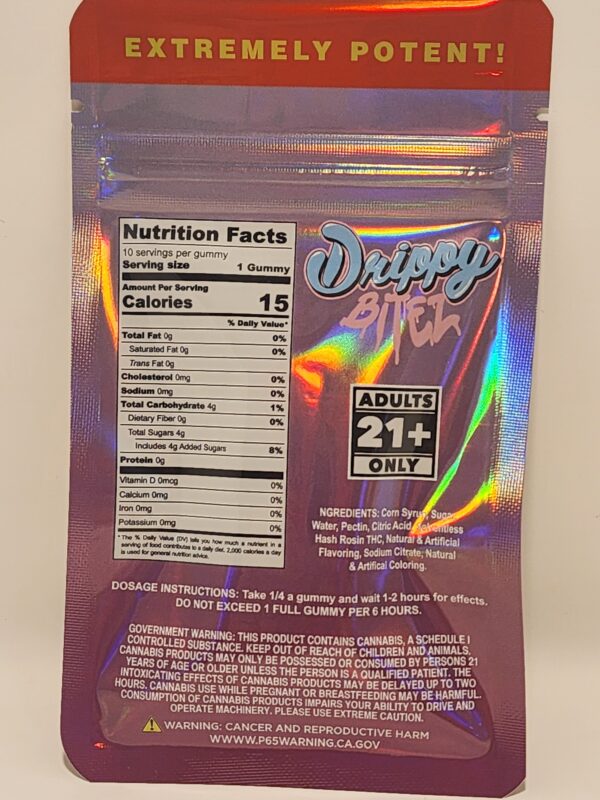 EXTREMELY POTENT!
Nutrition Facts
10 servings per gummy
Serving size 1 Gummy
Amount Per Serving
Calories 15
% Daily Value*
Total Fat 0g 0%
Saturated Fat 0g 0%
Trans Fat 0g
Cholesterol 0mg 0%
Sodium 0mg 0%
Total Carbohydrate 4g 1%
Dietary Fiber 0g 0%
Total Sugars 4g
Includes 4g Added Sugars 8%
Protein 0g
Vitamin D 0mcg 0%
Calcium 0mg 0%
Iron 0mg 0%
Potassium 0mg 0%
* The % Daily Value (DV) tells you how much a nutrient in a
serving of food contributes to a daily diet. 2,000 calories a day
is used for general nutrition advice.
Drippy
BITEZ
ADULTS
21+
ONLY
NGREDIENTS: Corn Syrup, Sugar
Water, Pectin, Citric Acid,
Hash Rosin THC, Natural & Artificial
Flavoring, Sodium Citrate, Natural
& Artifical Coloring.
DOSAGE INSTRUCTIONS: Take 1/4 a gummy and wait 1-2 hours for effects.
DO NOT EXCEED 1 FULL GUMMY PER 6 HOURS.
GOVERNMENT WARNING: THIS PRODUCT CONTAINS CANNABIS, A SCHEDULE I
CONTROLLED SUBSTANCE. KEEP OUT OF REACH OF CHILDREN AND ANIMALS.
CANNABIS PRODUCTS MAY ONLY BE POSSESSED OR CONSUMED BY PERSONS 21
YEARS OF AGE OR OLDER UNLESS THE PERSON IS A QUALIFIED PATIENT. THE
INTOXICATING EFFECTS OF CANNABIS PRODUCTS MAY BE DELAYED UP TO TWO
HOURS. CANNABIS USE WHILE PREGNANT OR BREASTFEEDING MAY BE HARMFUL.
CONSUMPTION OF CANNABIS PRODUCTS IMPAIRS YOUR ABILITY TO DRIVE AND
OPERATE MACHINERY. PLEASE USE EXTREME CAUTION.
WARNING: CANCER AND REPRODUCTIVE HARM
WWWW.P65WARNING.CA.GOV